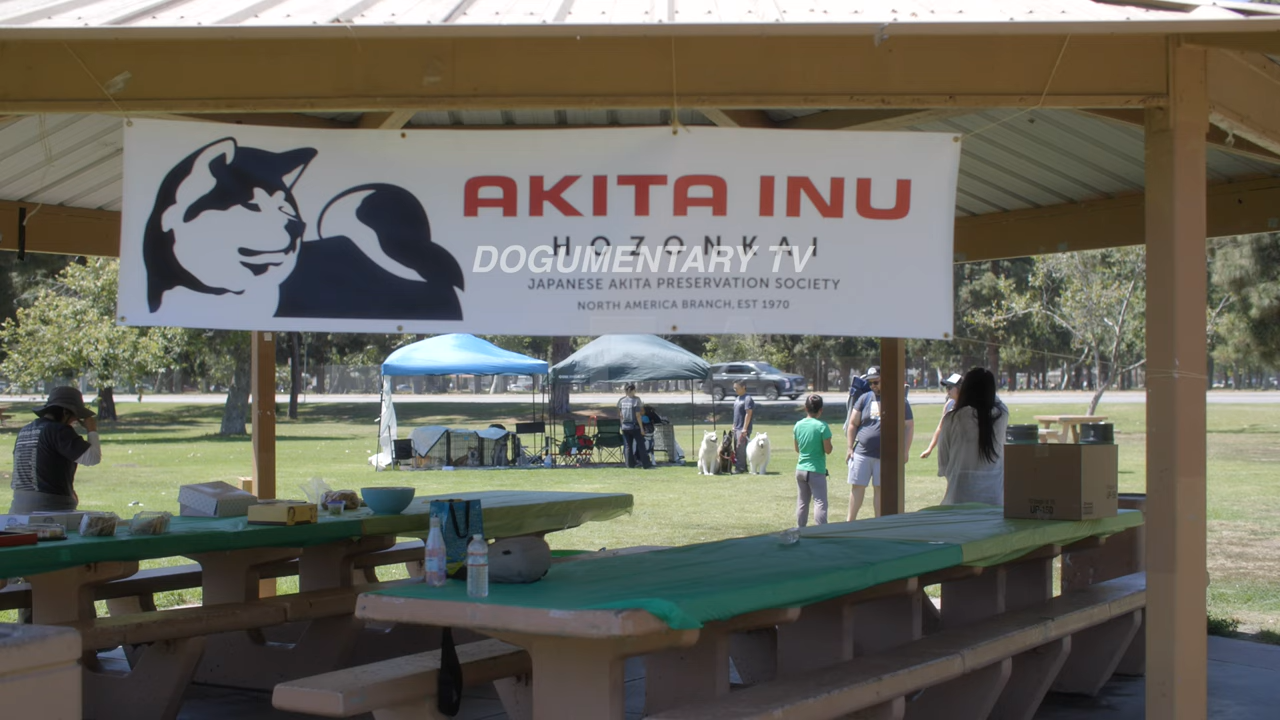 AKITA INU
HOZONKAI
DOGUMENTARY TV
JAPANESE AKITA PRESERVATION SOCIETY
NORTH AMERICA BRANCH, EST 1970